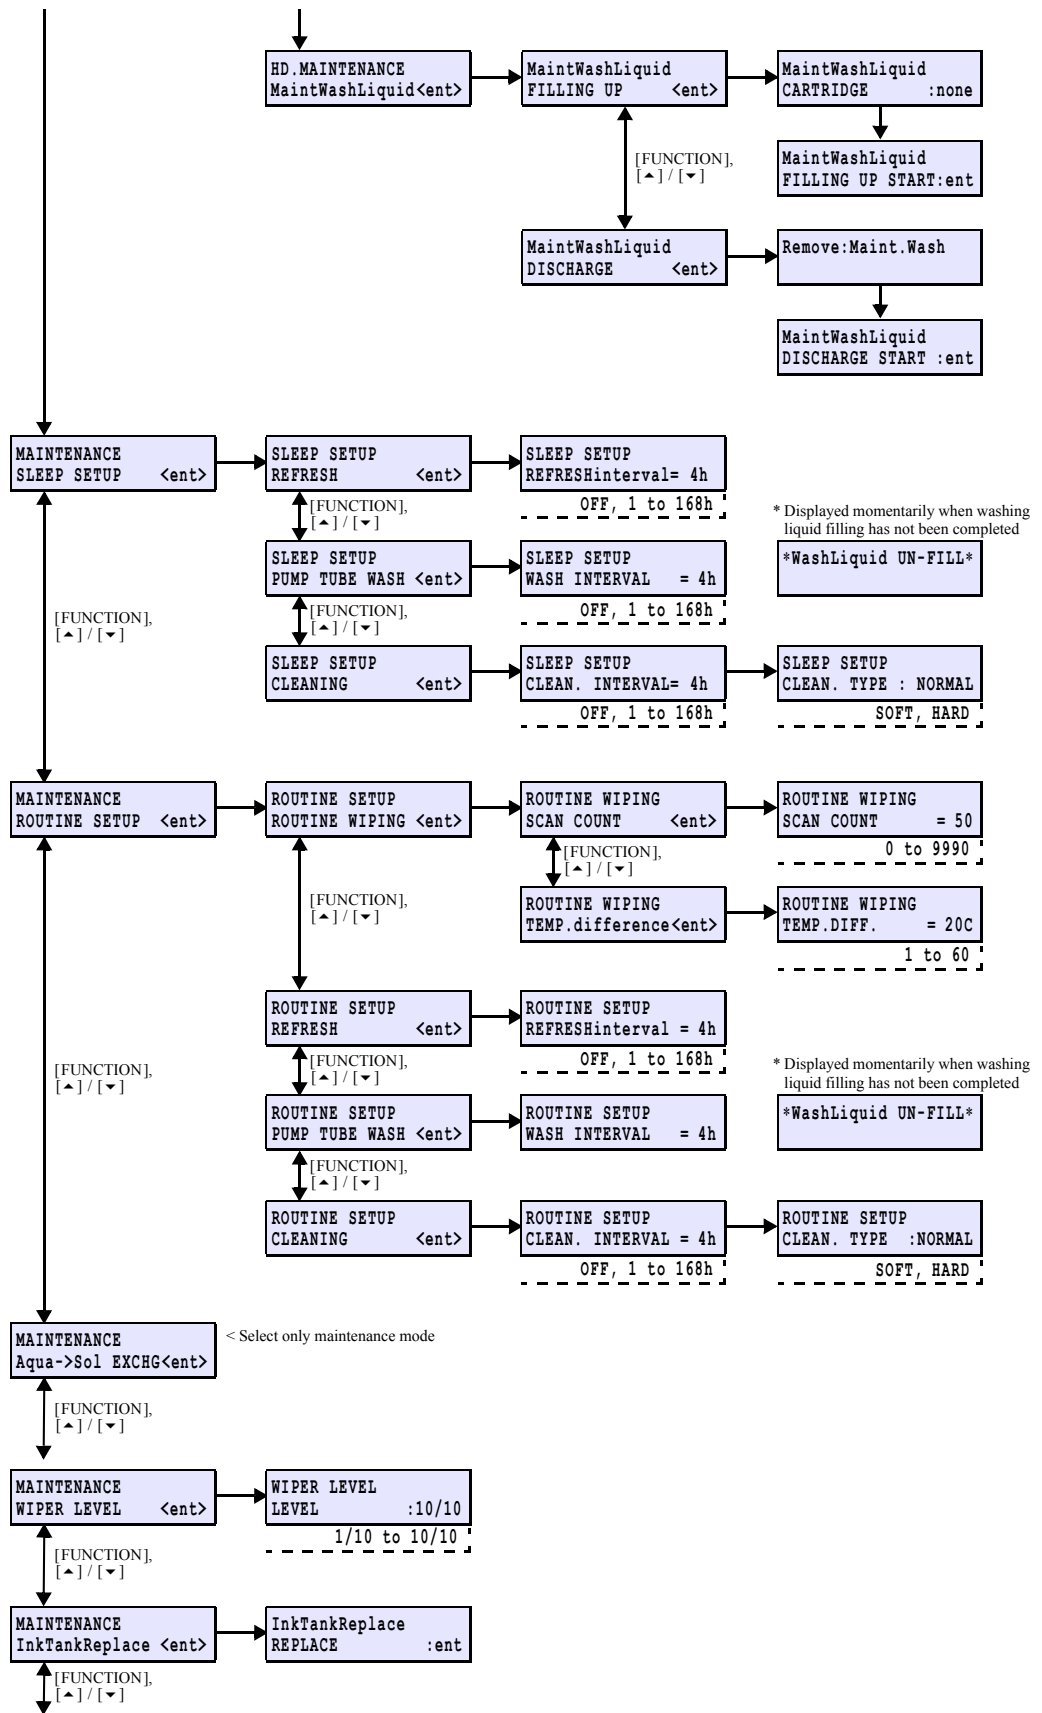 HD.MAINTENANCE
MaintWashLiquid<ent>
MaintWashLiquid
FILLING UP <ent>
MaintWashLiquid
CARTRIDGE :none
[FUNCTION],
[▲] / [▼]
MaintWashLiquid
FILLING UP START:ent
MaintWashLiquid
DISCHARGE <ent>
Remove:Maint.Wash
MaintWashLiquid
DISCHARGE START :ent
MAINTENANCE
SLEEP SETUP <ent>
SLEEP SETUP
REFRESH <ent>
SLEEP SETUP
REFRESHinterval= 4h
OFF, 1 to 168h
[FUNCTION],
[▲] / [▼]
* Displayed momentarily when washing
liquid filling has not been completed
SLEEP SETUP
PUMP TUBE WASH <ent>
SLEEP SETUP
WASH INTERVAL = 4h
*WashLiquid UN-FILL*
OFF, 1 to 168h
[FUNCTION],
[▲] / [▼]
[FUNCTION],
[▲] / [▼]
SLEEP SETUP
CLEANING <ent>
SLEEP SETUP
CLEAN. INTERVAL= 4h
SLEEP SETUP
CLEAN. TYPE : NORMAL
OFF, 1 to 168h
SOFT, HARD
MAINTENANCE
ROUTINE SETUP <ent>
ROUTINE SETUP
ROUTINE WIPING <ent>
ROUTINE WIPING
SCAN COUNT <ent>
ROUTINE WIPING
SCAN COUNT = 50
0 to 9990
[FUNCTION],
[▲] / [▼]
[FUNCTION],
[▲] / [▼]
ROUTINE WIPING
TEMP.difference<ent>
ROUTINE WIPING
TEMP.DIFF. = 20C
1 to 60
ROUTINE SETUP
REFRESH <ent>
ROUTINE SETUP
REFRESHinterval = 4h
OFF, 1 to 168h
[FUNCTION],
[▲] / [▼]
[FUNCTION],
[▲] / [▼]
* Displayed momentarily when washing
liquid filling has not been completed
ROUTINE SETUP
PUMP TUBE WASH <ent>
ROUTINE SETUP
WASH INTERVAL = 4h
*WashLiquid UN-FILL*
[FUNCTION],
[▲] / [▼]
ROUTINE SETUP
CLEANING <ent>
ROUTINE SETUP
CLEAN. INTERVAL = 4h
ROUTINE SETUP
CLEAN. TYPE :NORMAL
OFF, 1 to 168h
SOFT, HARD
MAINTENANCE
Aqua->Sol EXCHG<ent>
< Select only maintenance mode
[FUNCTION],
[▲] / [▼]
MAINTENANCE
WIPER LEVEL <ent>
WIPER LEVEL
LEVEL :10/10
1/10 to 10/10
[FUNCTION],
[▲] / [▼]
MAINTENANCE
InkTankReplace <ent>
InkTankReplace
REPLACE :ent
[FUNCTION],
[▲] / [▼]